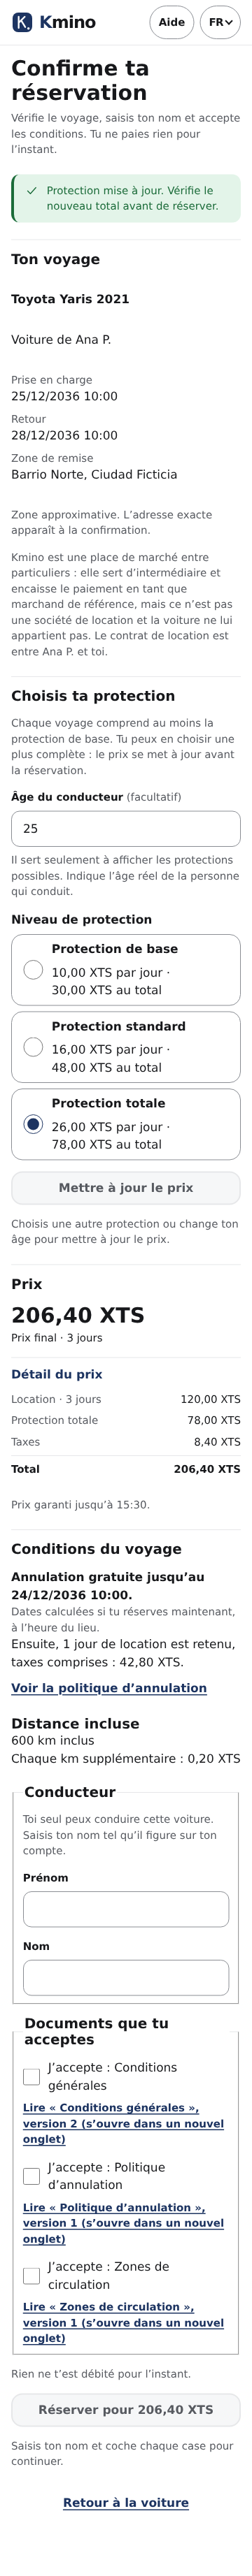 Kmino
Aide
FR
Confirme ta
réservation
Vérifie le voyage, saisis ton nom et accepte
les conditions. Tu ne paies rien pour
l’instant.
Protection mise à jour. Vérifie le
nouveau total avant de réserver.
Ton voyage
Toyota Yaris 2021
Voiture de Ana P.
Prise en charge
25/12/2036 10:00
Retour
28/12/2036 10:00
Zone de remise
Barrio Norte, Ciudad Ficticia
Zone approximative. L’adresse exacte
apparaît à la confirmation.
Kmino est une place de marché entre
particuliers : elle sert d’intermédiaire et
encaisse le paiement en tant que
marchand de référence, mais ce n’est pas
une société de location et la voiture ne lui
appartient pas. Le contrat de location est
entre Ana P. et toi.
Choisis ta protection
Chaque voyage comprend au moins la
protection de base. Tu peux en choisir une
plus complète : le prix se met à jour avant
la réservation.
Âge du conducteur (facultatif)
25
Il sert seulement à afficher les protections
possibles. Indique l’âge réel de la personne
qui conduit.
Niveau de protection
Protection de base
10,00 XTS par jour ·
30,00 XTS au total
Protection standard
16,00 XTS par jour ·
48,00 XTS au total
Protection totale
26,00 XTS par jour ·
78,00 XTS au total
Mettre à jour le prix
Choisis une autre protection ou change ton
âge pour mettre à jour le prix.
Prix
206,40 XTS
Prix final · 3 jours
Détail du prix
Location · 3 jours 120,00 XTS
Protection totale 78,00 XTS
Taxes 8,40 XTS
Total 206,40 XTS
Prix garanti jusqu’à 15:30.
Conditions du voyage
Annulation gratuite jusqu’au
24/12/2036 10:00.
Dates calculées si tu réserves maintenant,
à l’heure du lieu.
Ensuite, 1 jour de location est retenu,
taxes comprises : 42,80 XTS.
Voir la politique d’annulation
Distance incluse
600 km inclus
Chaque km supplémentaire : 0,20 XTS
Conducteur
Toi seul peux conduire cette voiture.
Saisis ton nom tel qu’il figure sur ton
compte.
Prénom
Nom
Documents que tu
acceptes
J’accepte : Conditions
générales
Lire « Conditions générales »,
version 2 (s’ouvre dans un nouvel
onglet)
J’accepte : Politique
d’annulation
Lire « Politique d’annulation »,
version 1 (s’ouvre dans un nouvel
onglet)
J’accepte : Zones de
circulation
Lire « Zones de circulation »,
version 1 (s’ouvre dans un nouvel
onglet)
Rien ne t’est débité pour l’instant.
Réserver pour 206,40 XTS
Saisis ton nom et coche chaque case pour
continuer.
Retour à la voiture